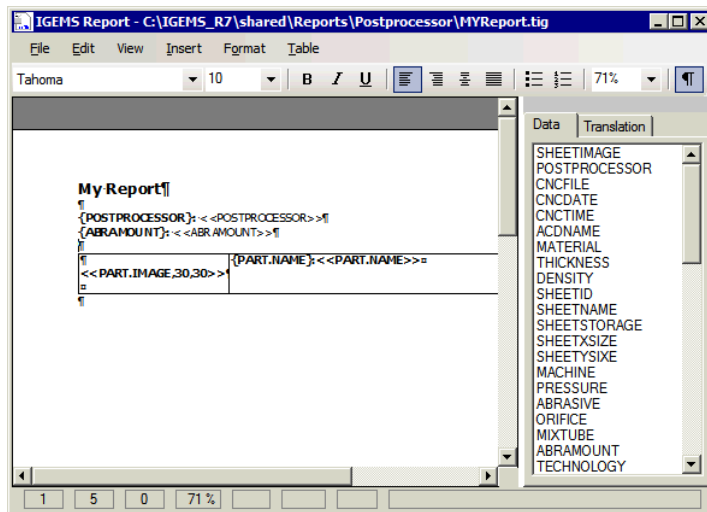 IGEMS Report - C:\IGEMS_R7\shared\Reports\Postprocessor\MYReport.tig
File Edit View Insert Format Table
Tahoma 10 B I U 71% ¶
My·Report¶
¶
{POSTPROCESSOR}:·<<POSTPROCESSOR>>¶
{ABRAMOUNT}:·<<ABRAMOUNT>>¶
¶
¶
{PART.NAME}:<<PART.NAME>>¤
<<PART.IMAGE,30,30>>¶
¤
¶
Data Translation
SHEETIMAGE
POSTPROCESSOR
CNCFILE
CNCDATE
CNCTIME
ACDNAME
MATERIAL
THICKNESS
DENSITY
SHEETID
SHEETNAME
SHEETSTORAGE
SHEETXSIZE
SHEETYSIXE
MACHINE
PRESSURE
ABRASIVE
ORIFICE
MIXTUBE
ABRAMOUNT
TECHNOLOGY
1 5 0 71 %